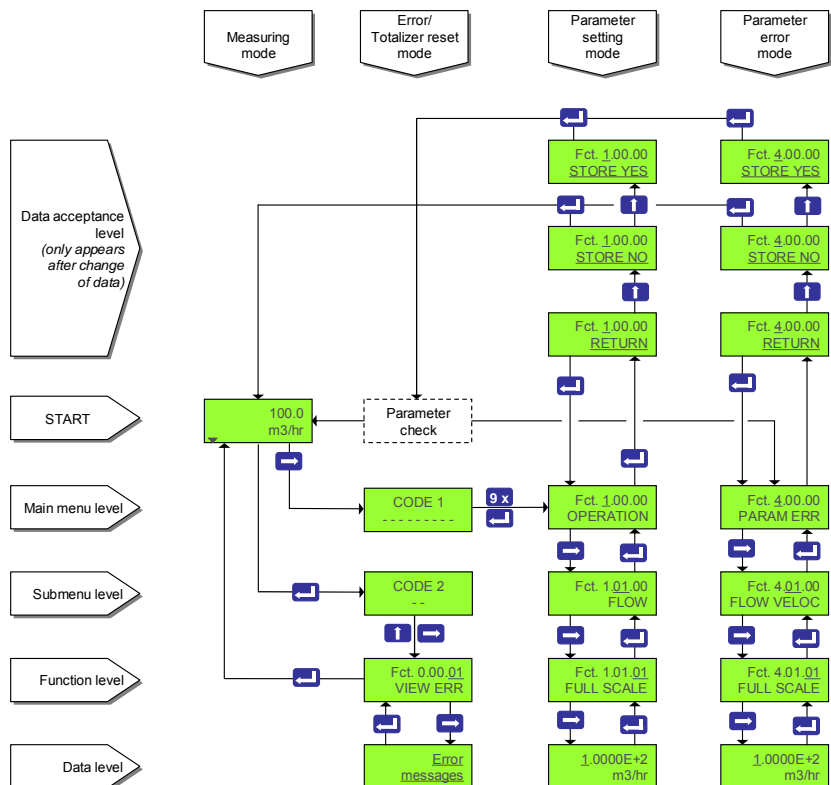 Measuring
mode
Error/
Totalizer reset
mode
Parameter
setting
mode
Parameter
error
mode
Data acceptance
level
(only appears
after change
of data)
Fct. 1.00.00
STORE YES
Fct. 4.00.00
STORE YES
Fct. 1.00.00
STORE NO
Fct. 4.00.00
STORE NO
Fct. 1.00.00
RETURN
Fct. 4.00.00
RETURN
START
100.0
m3/hr
Parameter
check
Main menu level
CODE 1
- - - - - - - - -
9 x
Fct. 1.00.00
OPERATION
Fct. 4.00.00
PARAM ERR
Submenu level
CODE 2
- -
Fct. 1.01.00
FLOW
Fct. 4.01.00
FLOW VELOC
Function level
Fct. 0.00.01
VIEW ERR
Fct. 1.01.01
FULL SCALE
Fct. 4.01.01
FULL SCALE
Data level
Error
messages
1.0000E+2
m3/hr
1.0000E+2
m3/hr